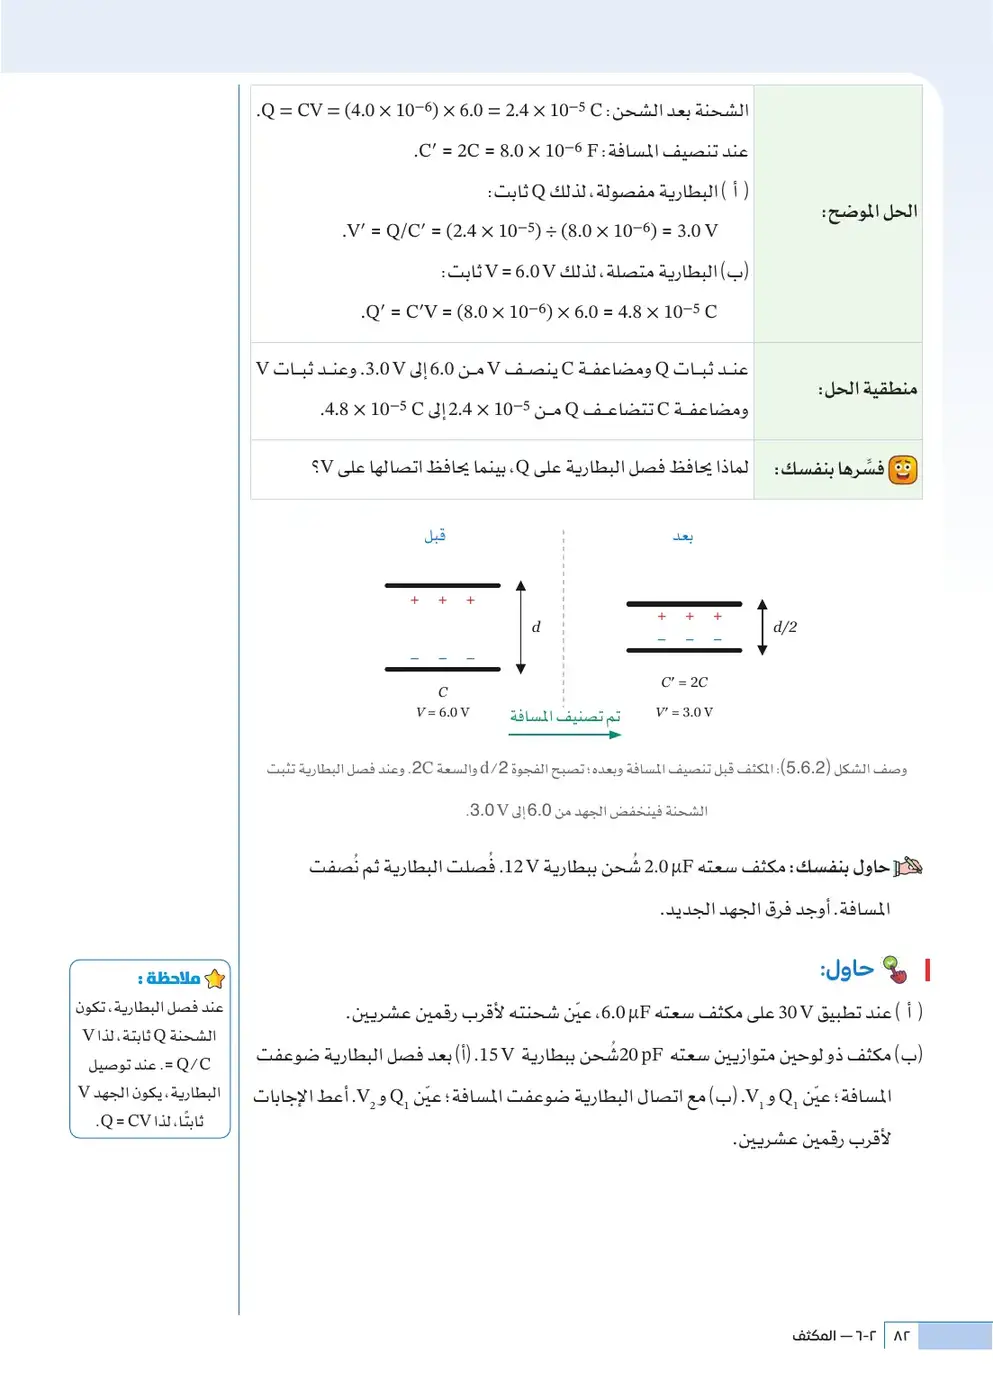 الحل الموضح:
الشحنة بعد الشحن: Q = CV = (4.0 × 10⁻⁶) × 6.0 = 2.4 × 10⁻⁵ C.
عند تنصيف المسافة: C′ = 2C = 8.0 × 10⁻⁶ F.
( أ ) البطارية مفصولة، لذلك Q ثابت:
V′ = Q/C′ = (2.4 × 10⁻⁵) ÷ (8.0 × 10⁻⁶) = 3.0 V.
(ب) البطارية متصلة، لذلك V = 6.0 V ثابت:
Q′ = C′V = (8.0 × 10⁻⁶) × 6.0 = 4.8 × 10⁻⁵ C.
منطقية الحل:
عند ثبات Q ومضاعفة C ينصف V من 6.0 إلى 3.0 V. وعند ثبات V
ومضاعفة C تتضاعف Q من 2.4 × 10⁻⁵ إلى 4.8 × 10⁻⁵ C.
فسِّرها بنفسك:
لماذا يحافظ فصل البطارية على Q، بينما يحافظ اتصالها على V؟
قبل
بعد
+ + +
− − −
d
C
V = 6.0 V
+ + +
− − −
d/2
C′ = 2C
V′ = 3.0 V
تم تصنيف المسافة
وصف الشكل (5.6.2): المكثف قبل تنصيف المسافة وبعده؛ تصبح الفجوة d/2 والسعة 2C. وعند فصل البطارية تثبت
الشحنة فينخفض الجهد من 6.0 إلى 3.0 V.
حاول بنفسك: مكثف سعته 2.0 μF شُحن ببطارية 12 V. فُصلت البطارية ثم نُصفت
المسافة. أوجد فرق الجهد الجديد.
حاول:
( أ ) عند تطبيق 30 V على مكثف سعته 6.0 μF، عيّن شحنته لأقرب رقمين عشريين.
(ب) مكثف ذو لوحين متوازيين سعته 20 pF شُحن ببطارية 15 V. (أ) بعد فصل البطارية ضوعفت
المسافة؛ عيّن Q₁ و V₁. (ب) مع اتصال البطارية ضوعفت المسافة؛ عيّن Q₁ و V₂. أعط الإجابات
لأقرب رقمين عشريين.
ملاحظة :
عند فصل البطارية، تكون
الشحنة Q ثابتة، لذا V
= Q/C. عند توصيل
البطارية، يكون الجهد V
ثابتًا، لذا Q = CV.
٨٢
٢-٦ — المكثف